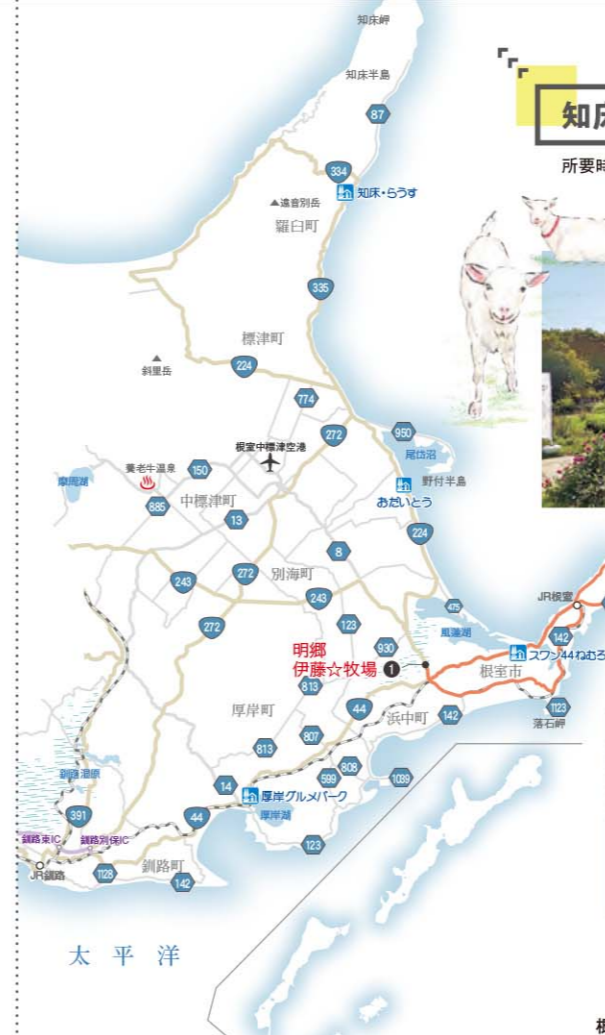 知床岬
知床半島
87
知床
所要時
334
知床・らうす
▲遠音別岳
羅臼町
335
標津町
▲
斜里岳
224
774
根室中標津空港
272
950
尾岱沼
野付半島
養老牛温泉
150
摩周湖
885
中標津町
13
おだいとう
224
8
243
272
別海町
243
475
JR根室
272
123
930
風蓮湖
142
スワン44ねむろ
明郷
伊藤☆牧場
1
根室市
813
44
厚岸町
浜中町
142
1123
落石岬
813
807
808
599
1039
14
厚岸グルメパーク
厚岸湖
釧路湿原
391
44
123
釧路東IC
釧路別保IC
JR釧路
1128
釧路町
142
太平洋